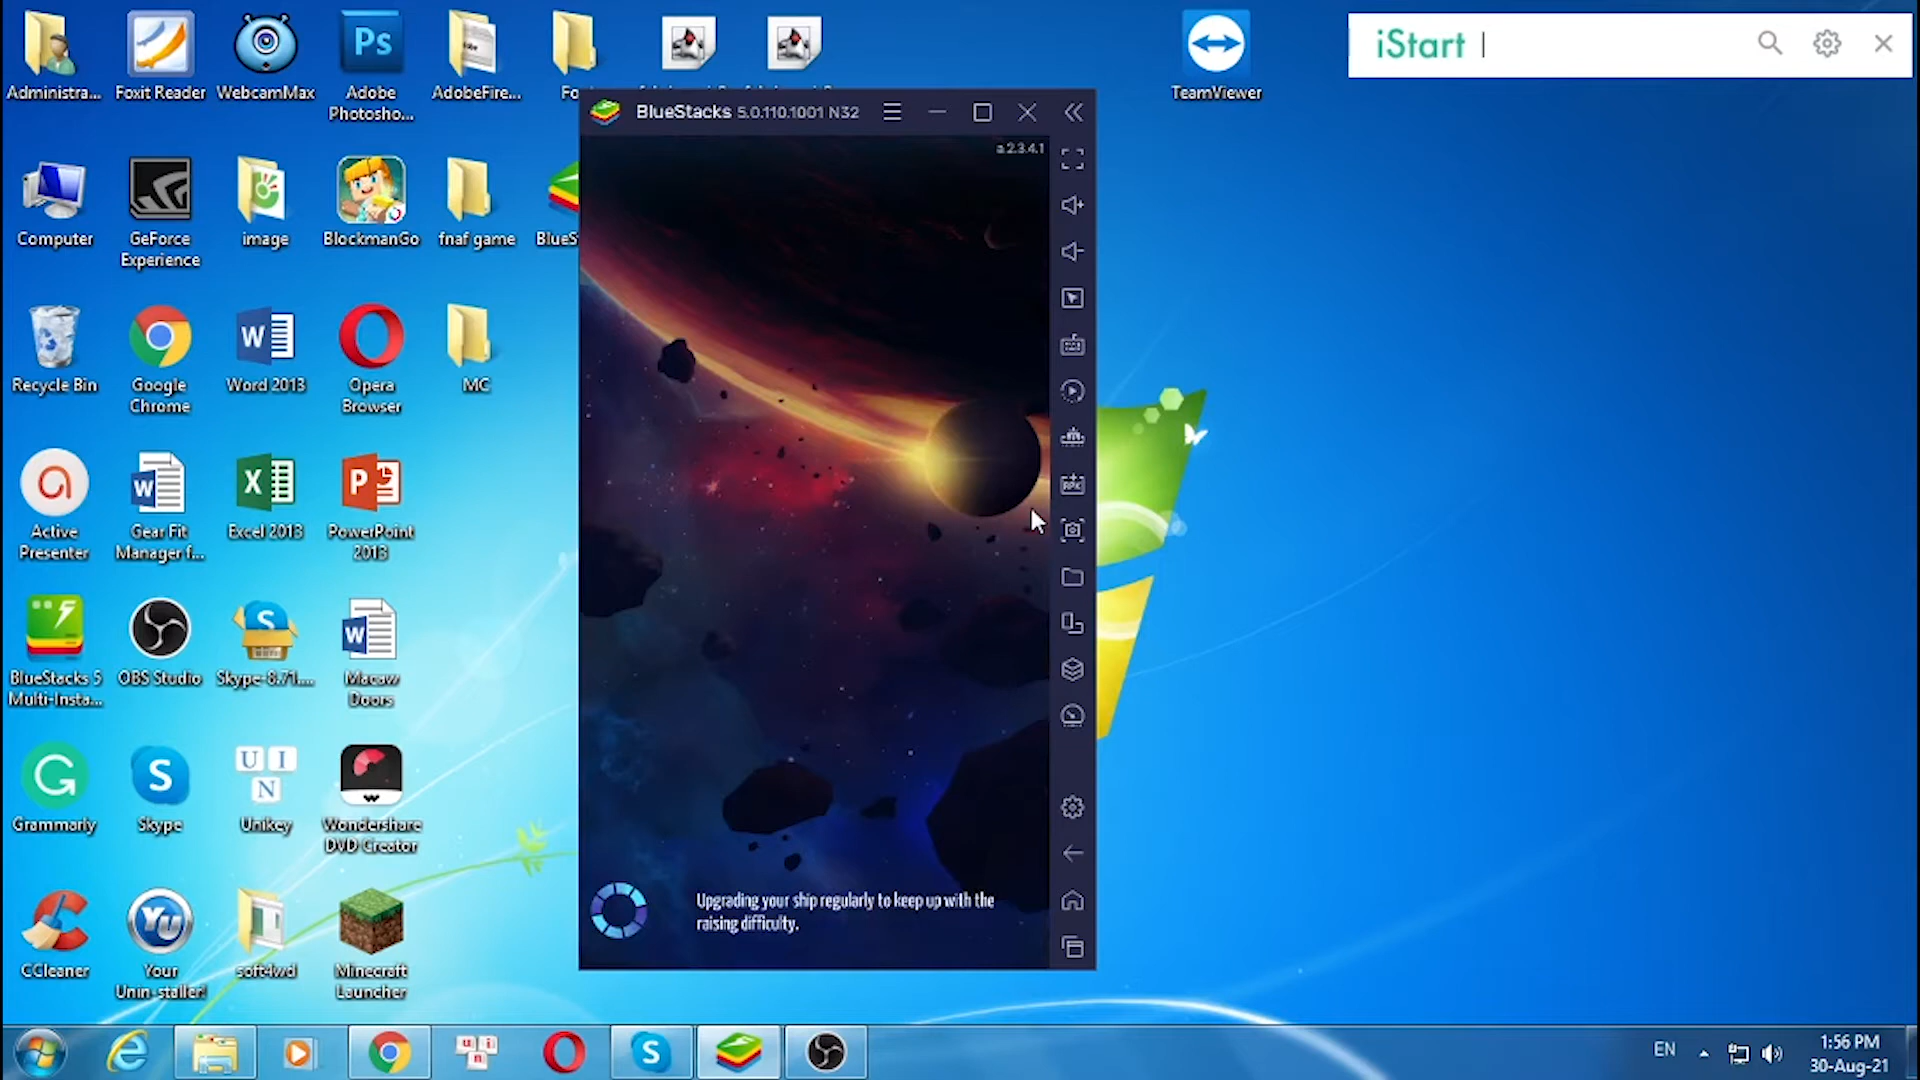 Administra...
Foxit Reader
WebcamMax
Ps
Adobe
Photosho...
AdobeFire...
TeamViewer
iStart
BlueStacks 5.0.110.1001 N32
a.2.3.4.1
Computer
GeForce
Experience
image
BlockmanGo
fnaf game
BlueS
Recycle Bin
Google
Chrome
W
Word 2013
Opera
Browser
MC
Active
Presenter
W
Gear Fit
Manager f...
X
Excel 2013
P
PowerPoint
2013
BlueStacks 5
Multi-Insta...
OBS Studio
S
Skype-8.71....
W
Macaw
Doors
G
Grammarly
S
Skype
U I
N
Unikey
Wondershare
DVD Creator
CCleaner
YU
Your
Unin-staller!
soft4wd
Minecraft
Launcher
Upgrading your ship regularly to keep up with the
raising difficulty.
u i
n
S
EN
1:56 PM
30-Aug-21